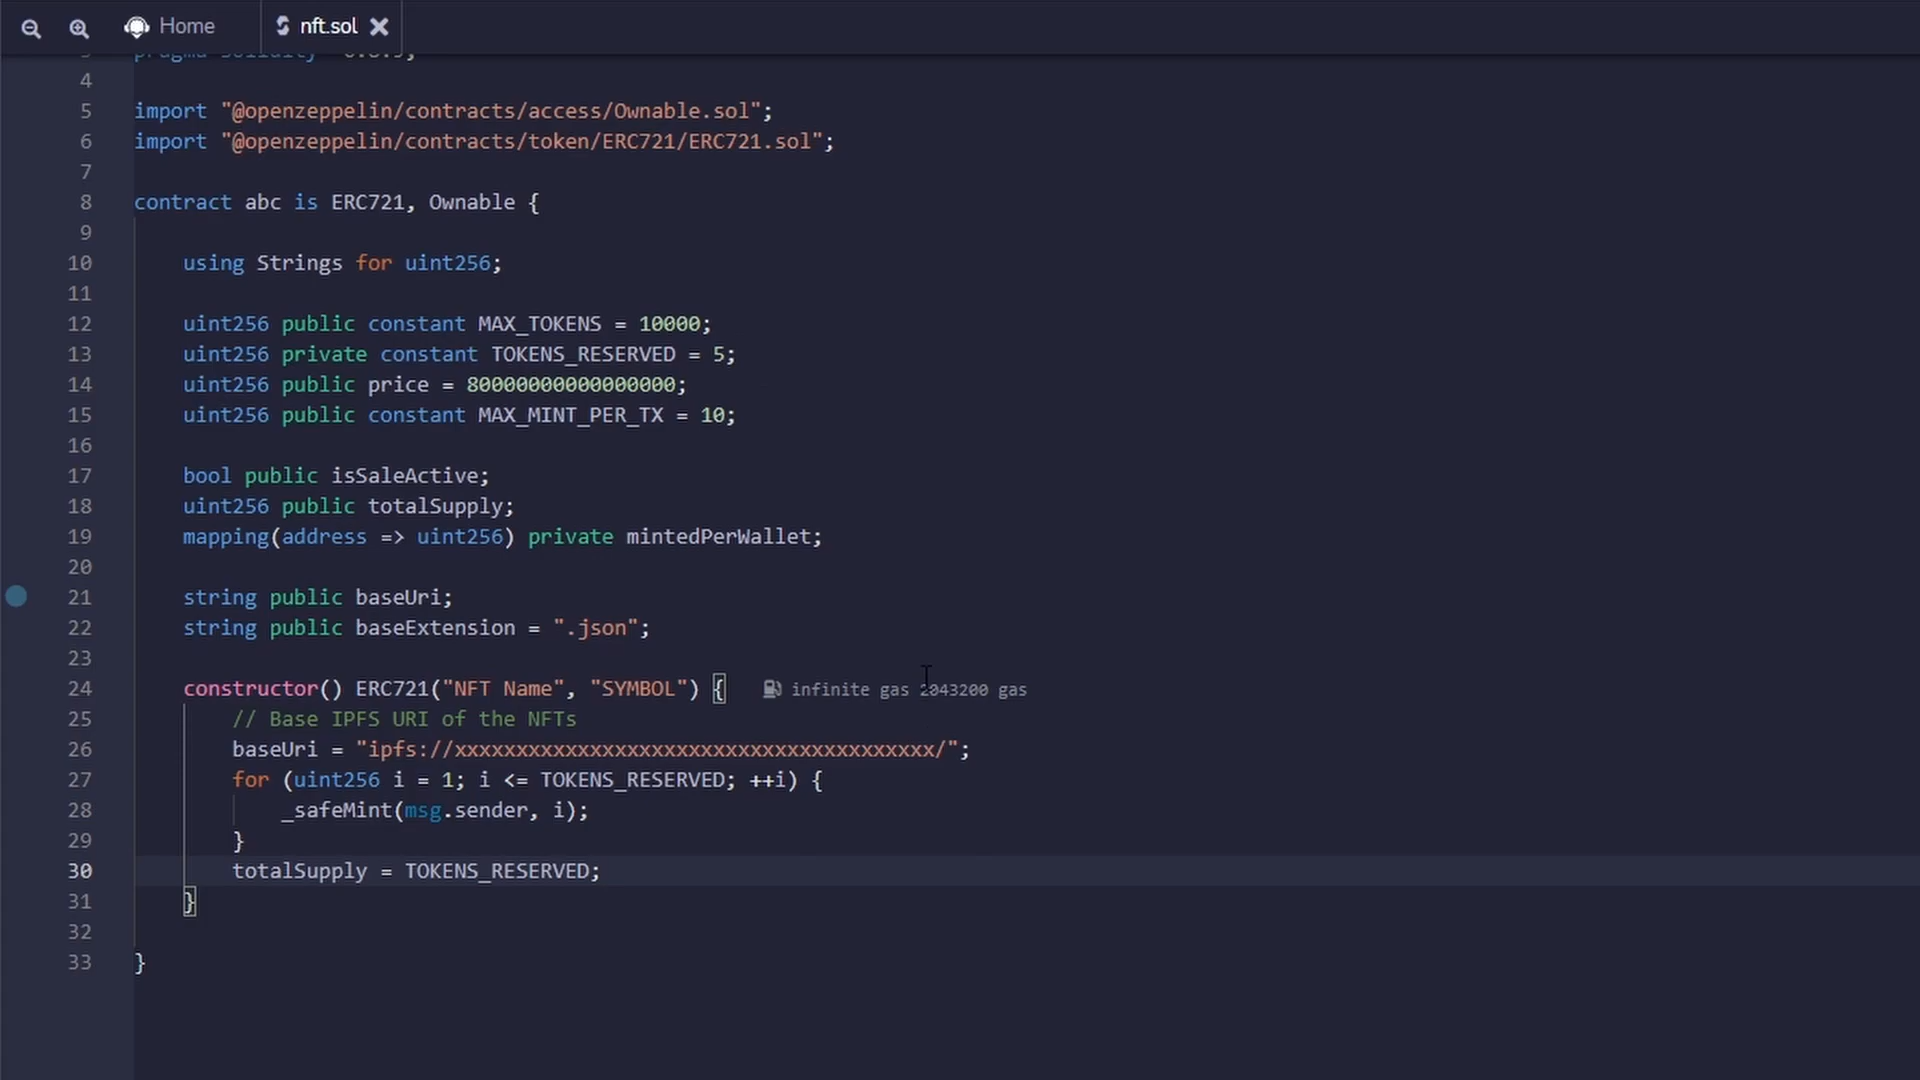 Home
nft.sol
3 pragma solidity
4
5 import "@openzeppelin/contracts/access/Ownable.sol";
6 import "@openzeppelin/contracts/token/ERC721/ERC721.sol";
7
8 contract abc is ERC721, Ownable {
9
10 using Strings for uint256;
11
12 uint256 public constant MAX_TOKENS = 10000;
13 uint256 private constant TOKENS_RESERVED = 5;
14 uint256 public price = 80000000000000000;
15 uint256 public constant MAX_MINT_PER_TX = 10;
16
17 bool public isSaleActive;
18 uint256 public totalSupply;
19 mapping(address => uint256) private mintedPerWallet;
20
21 string public baseUri;
22 string public baseExtension = ".json";
23
24 constructor() ERC721("NFT Name", "SYMBOL") { infinite gas 2043200 gas
25 // Base IPFS URI of the NFTs
26 baseUri = "ipfs://xxxxxxxxxxxxxxxxxxxxxxxxxxxxxxxxxxxxxxx/";
27 for (uint256 i = 1; i <= TOKENS_RESERVED; ++i) {
28 _safeMint(msg.sender, i);
29 }
30 totalSupply = TOKENS_RESERVED;
31 }
32
33 }